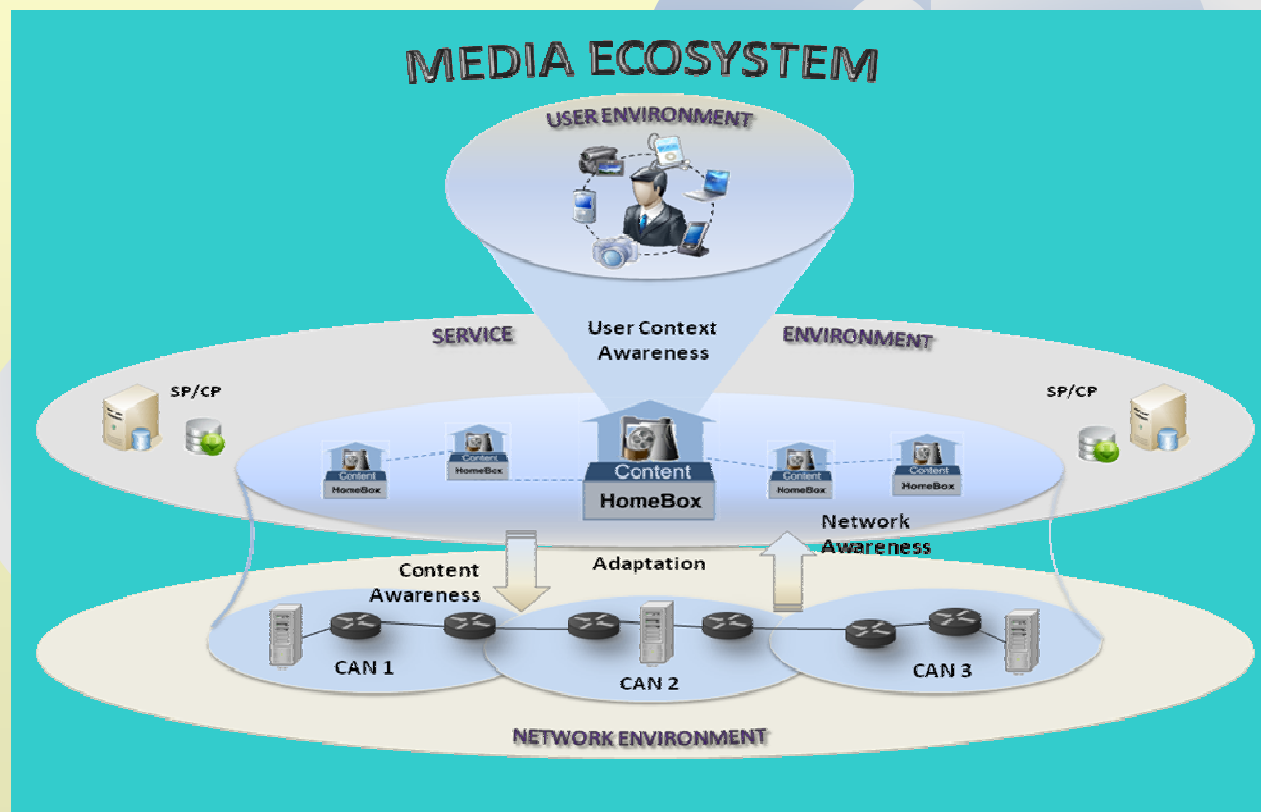 MEDIA ECOSYSTEM
USER ENVIRONMENT
User Context
Awareness
SERVICE
ENVIRONMENT
SP/CP
SP/CP
Content
HomeBox
Content
HomeBox
Content
HomeBox
Content
HomeBox
Content
HomeBox
Network
Awareness
Adaptation
Content
Awareness
CAN 1
CAN 2
CAN 3
NETWORK ENVIRONMENT